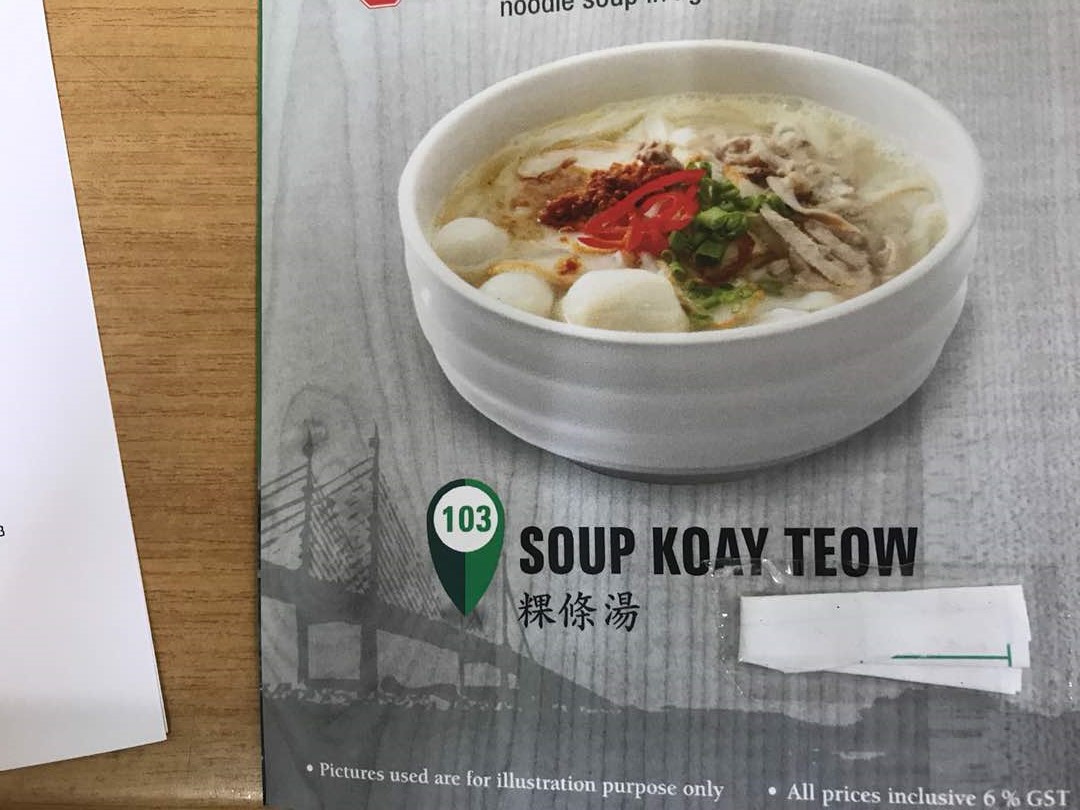 noodle soup in
103
SOUP KOAY TEOW
粿條湯
• Pictures used are for illustration purpose only
• All prices inclusive 6 % GST